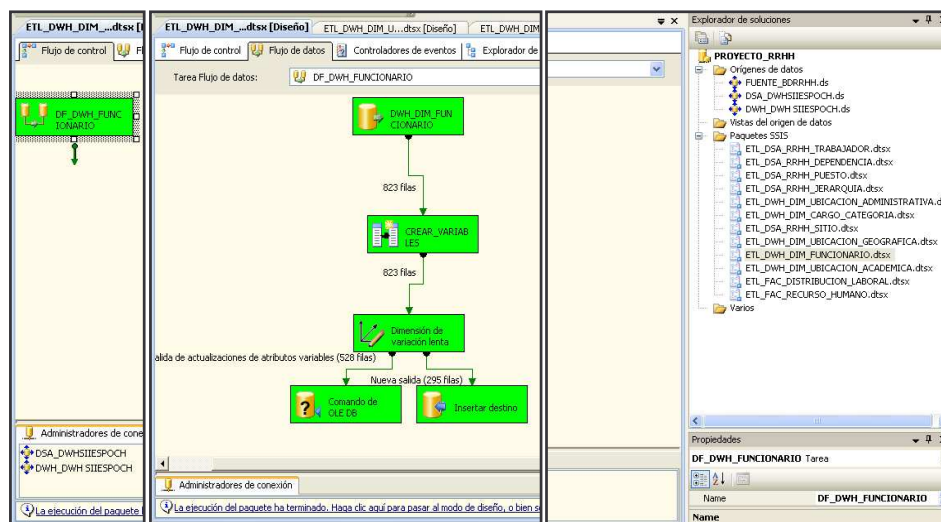 ETL_DWH_DIM_...dtsx [
Flujo de control
DF_DWH_FUNC
IONARIO
Administradores de cone
DSA_DWHSIIESPOCH
DWH_DWH SIIESPOCH
La ejecución del paquete
ETL_DWH_DIM_...dtsx [Diseño]
ETL_DWH_DIM_U...dtsx [Diseño]
ETL_DWH_DIM
Flujo de control
Flujo de datos
Controladores de eventos
Explorador de
Tarea Flujo de datos:
DF_DWH_FUNCIONARIO
DWH_DIM_FUN
CIONARIO
823 filas
CREAR_VARIAB
LES
823 filas
Dimensión de
variación lenta
alida de actualizaciones de atributos variables (528 filas)
Nueva salida (295 filas)
Comando de
OLE DB
Insertar destino
Administradores de conexión
La ejecución del paquete ha terminado. Haga clic aquí para pasar al modo de diseño, o bien s
Explorador de soluciones
PROYECTO_RRHH
Orígenes de datos
FUENTE_BDRRHH.ds
DSA_DWHSIIESPOCH.ds
DWH_DWH SIIESPOCH.ds
Vistas del origen de datos
Paquetes SSIS
ETL_DSA_RRHH_TRABAJADOR.dtsx
ETL_DSA_RRHH_DEPENDENCIA.dtsx
ETL_DSA_RRHH_PUESTO.dtsx
ETL_DSA_RRHH_JERARQUIA.dtsx
ETL_DWH_DIM_UBICACION_ADMINISTRATIVA.d
ETL_DWH_DIM_CARGO_CATEGORIA.dtsx
ETL_DSA_RRHH_SITIO.dtsx
ETL_DWH_DIM_UBICACION_GEOGRAFICA.dtsx
ETL_DWH_DIM_FUNCIONARIO.dtsx
ETL_DWH_DIM_UBICACION_ACADEMICA.dtsx
ETL_FAC_DISTRIBUCION_LABORAL.dtsx
ETL_FAC_RECURSO_HUMANO.dtsx
Varios
Propiedades
DF_DWH_FUNCIONARIO Tarea
Name DF_DWH_FUNCIONARIO
Name